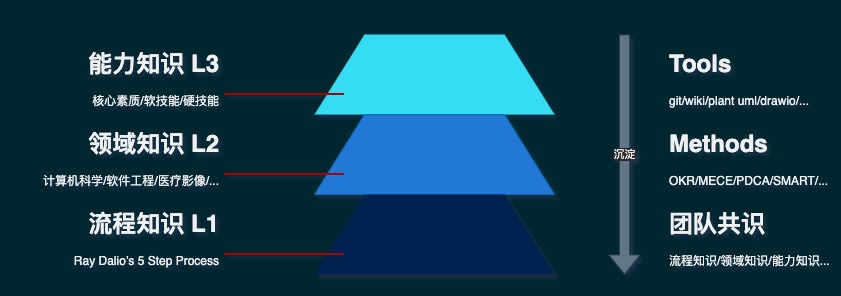 能力知识 L3
核心素质/软技能/硬技能
领域知识 L2
计算机科学/软件工程/医疗影像/...
流程知识 L1
Ray Dalio's 5 Step Process
沉淀
Tools
git/wiki/plant uml/drawio/...
Methods
OKR/MECE/PDCA/SMART/...
团队共识
流程知识/领域知识/能力知识...